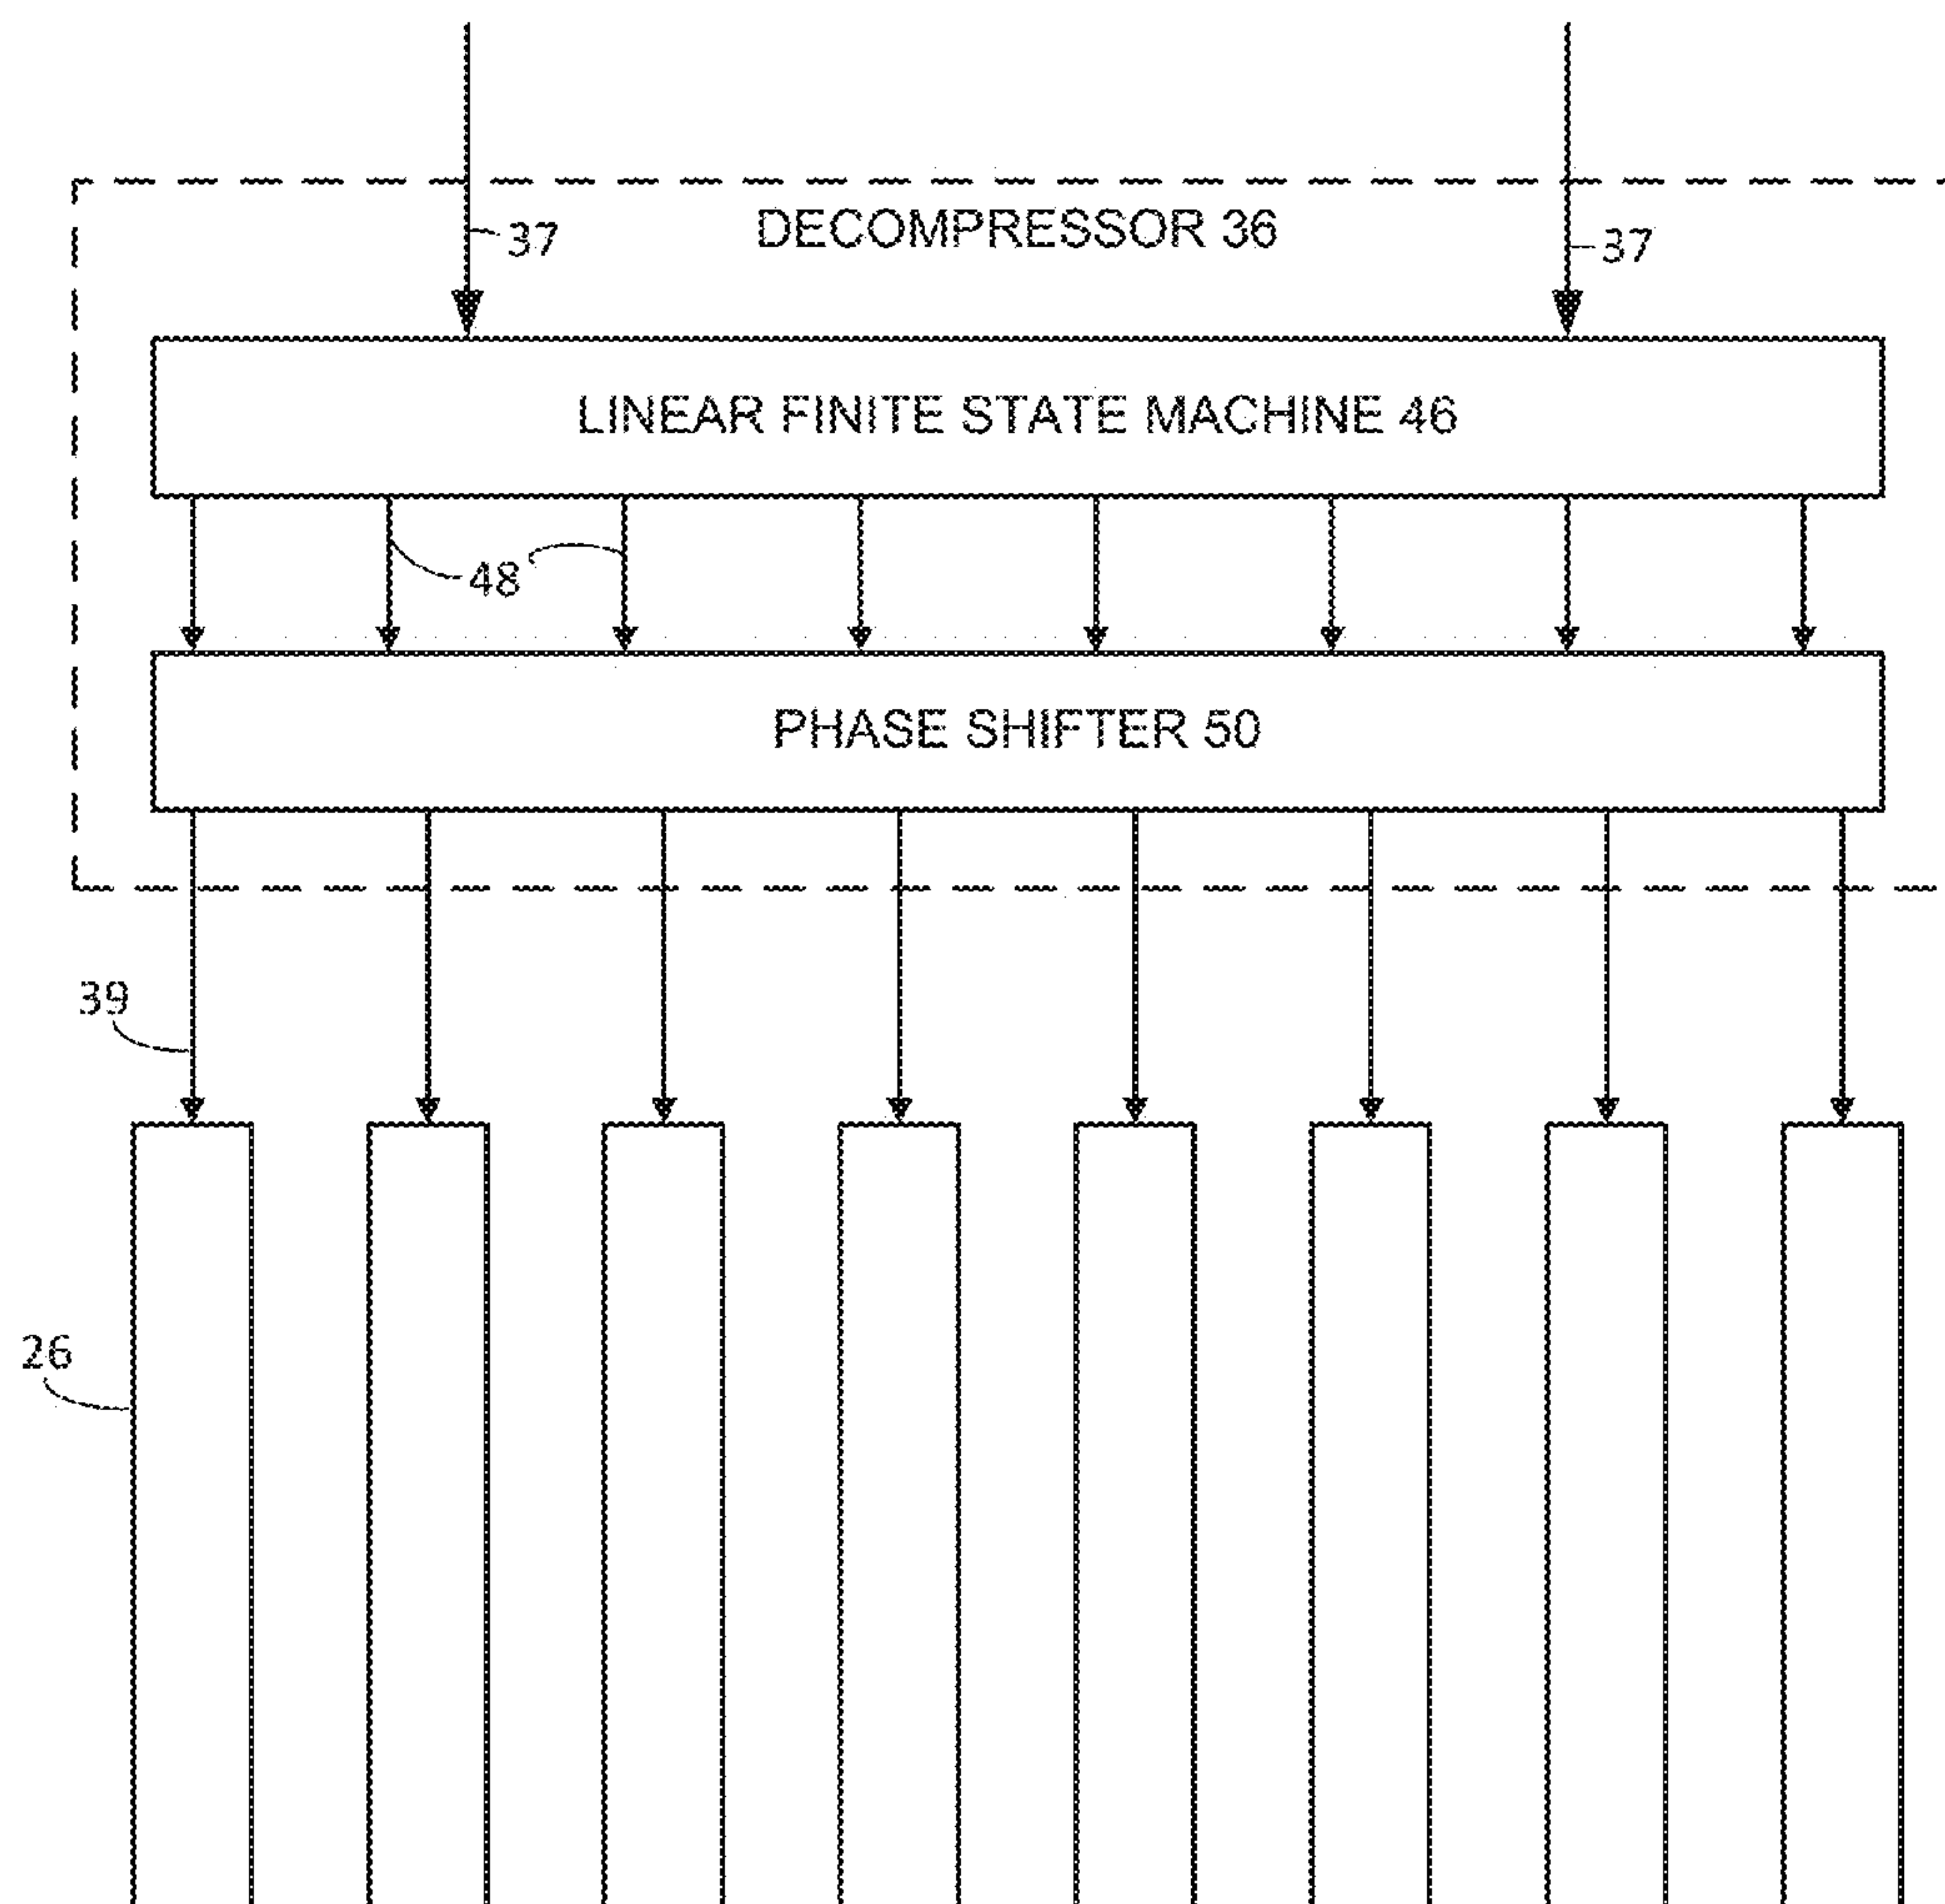 DECOMPRESSOR 36
37
37
LINEAR FINITE STATE MACHINE 46
48
PHASE SHIFTER 50
39
26